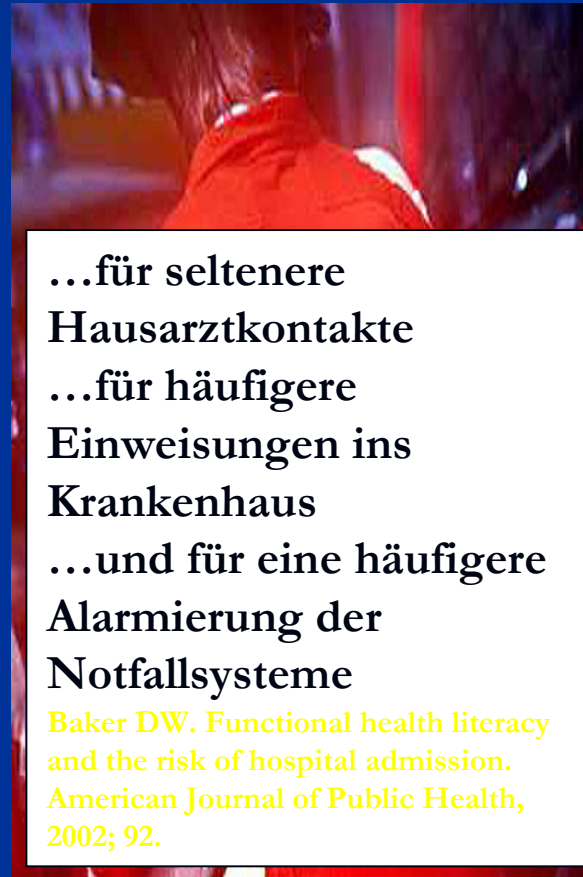 …für seltenere
Hausarztkontakte
…für häufigere
Einweisungen ins
Krankenhaus
…und für eine häufigere
Alarmierung der
Notfallsysteme
Baker DW. Functional health literacy
and the risk of hospital admission.
American Journal of Public Health,
2002; 92.